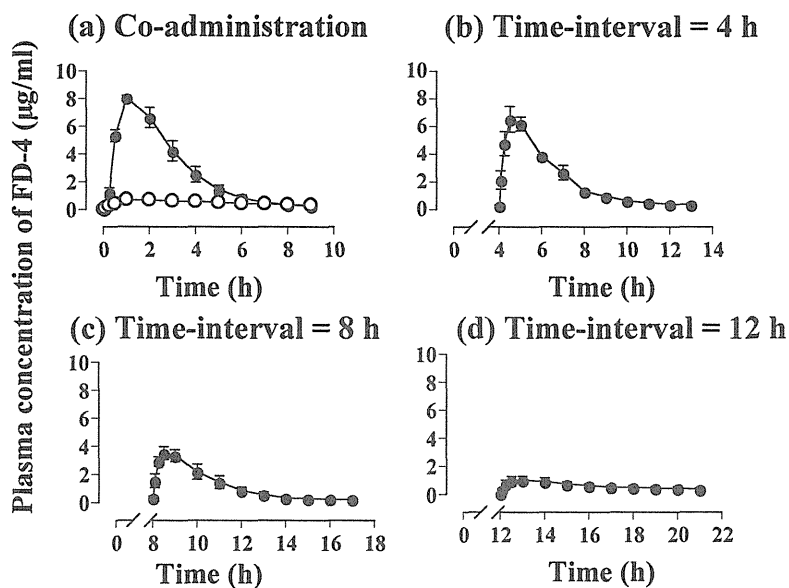 (a) Co-administration
(b) Time-interval = 4 h
Plasma concentration of FD-4 (µg/ml)
10
8
6
4
2
0
0 2 4 6 8 10
Time (h)
10
8
6
4
2
0
0 4 6 8 10 12 14
Time (h)
(c) Time-interval = 8 h
(d) Time-interval = 12 h
10
8
6
4
2
0
0 8 10 12 14 16 18
Time (h)
10
8
6
4
2
0
0 12 14 16 18 20 22
Time (h)